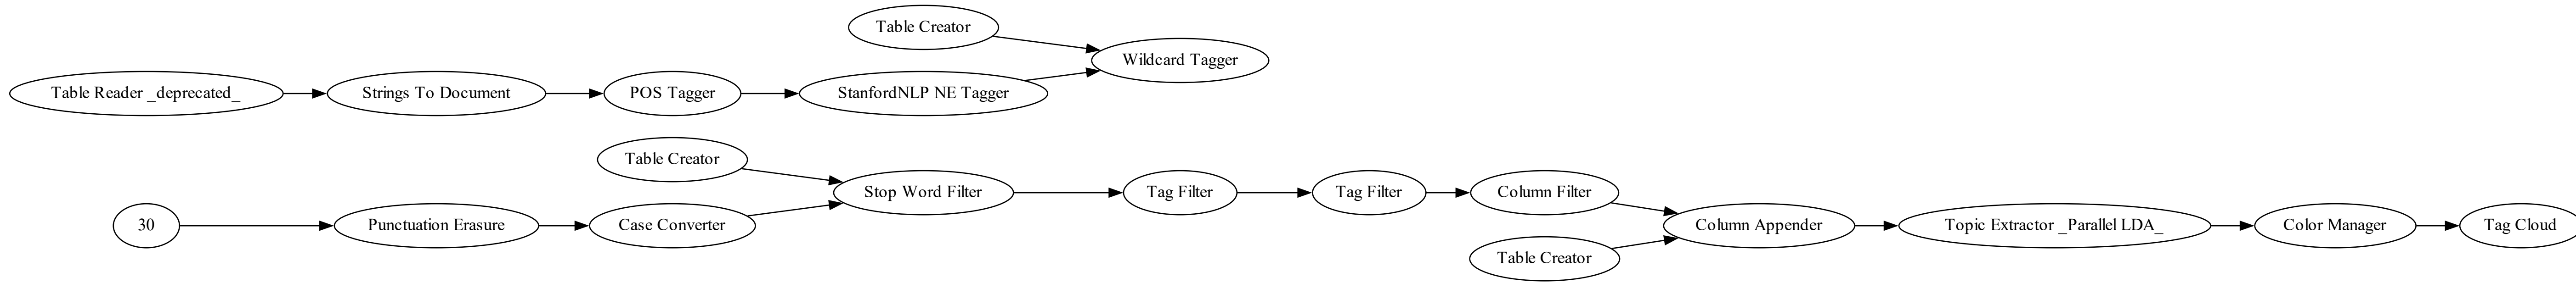 Table Creator
Wildcard Tagger
Table Reader _deprecated_
Strings To Document
POS Tagger
StanfordNLP NE Tagger
Table Creator
Stop Word Filter
Tag Filter
Tag Filter
Column Filter
30
Punctuation Erasure
Case Converter
Column Appender
Topic Extractor _Parallel LDA_
Color Manager
Tag Cloud
Table Creator